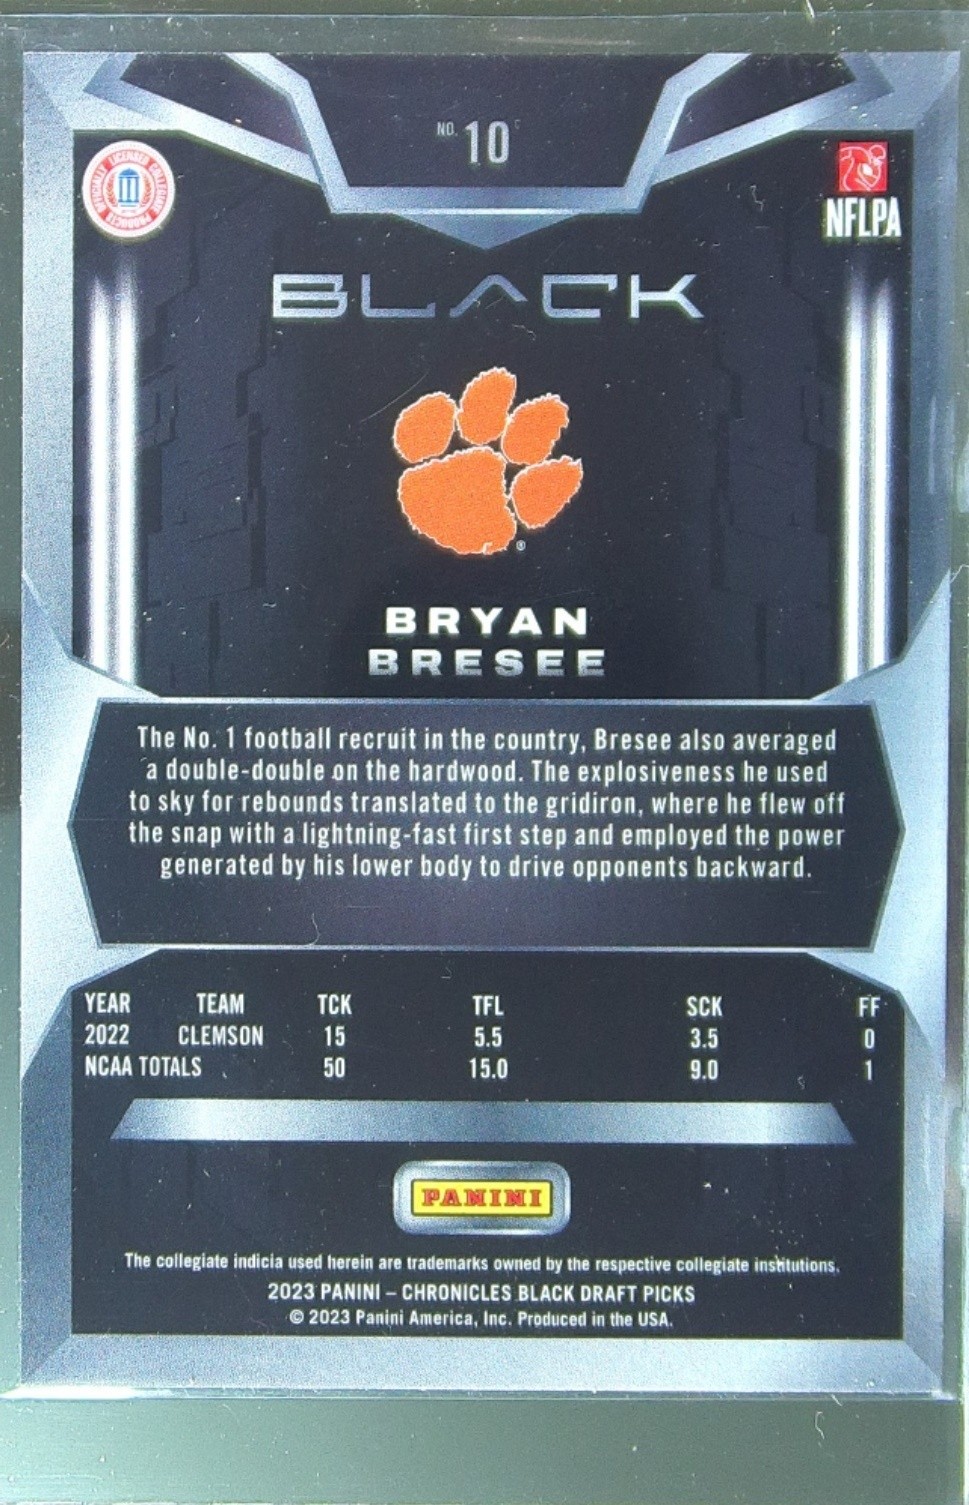 NO. 10
OFFICIALLY LICENSED COLLEGIATE PRODUCTS
NFLPA
BLACK
®
BRYAN
BRESEE
The No. 1 football recruit in the country, Bresee also averaged
a double-double on the hardwood. The explosiveness he used
to sky for rebounds translated to the gridiron, where he flew off
the snap with a lightning-fast first step and employed the power
generated by his lower body to drive opponents backward.
YEAR TEAM TCK TFL SCK FF
2022 CLEMSON 15 5.5 3.5 0
NCAA TOTALS 50 15.0 9.0 1
PANINI
The collegiate indicia used herein are trademarks owned by the respective collegiate institutions.
2023 PANINI – CHRONICLES BLACK DRAFT PICKS
© 2023 Panini America, Inc. Produced in the USA.